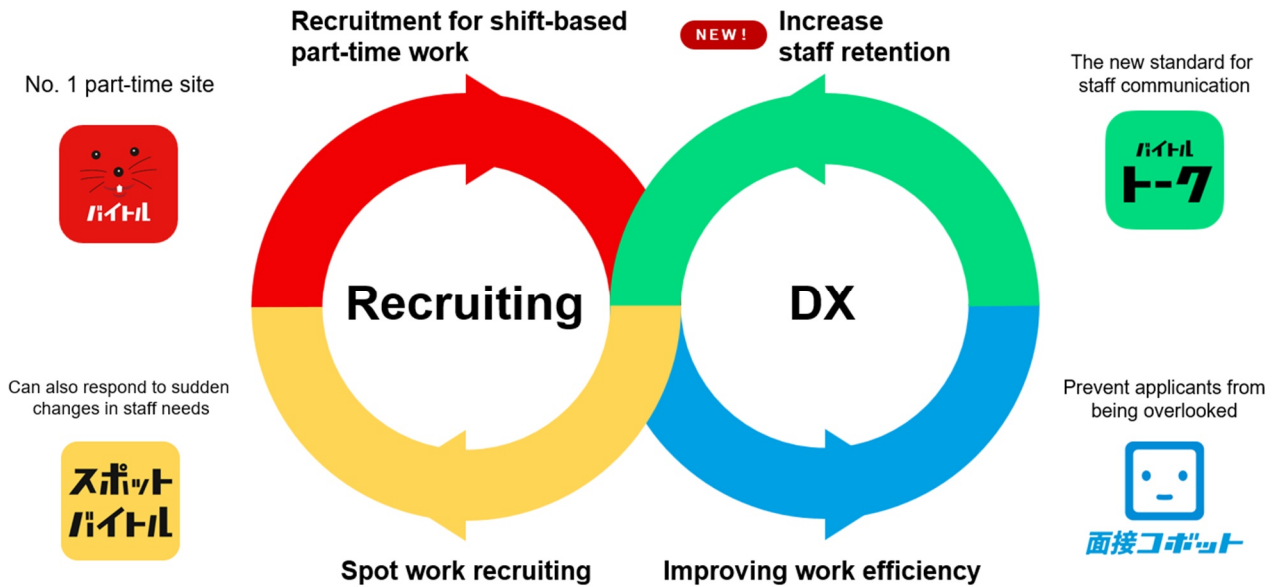 Recruitment for shift-based
part-time work
NEW!
Increase
staff retention
No. 1 part-time site
バイトル
The new standard for
staff communication
バイトル
トーク
Recruiting
DX
Can also respond to sudden
changes in staff needs
スポット
バイトル
Prevent applicants from
being overlooked
面接コボット
Spot work recruiting
Improving work efficiency